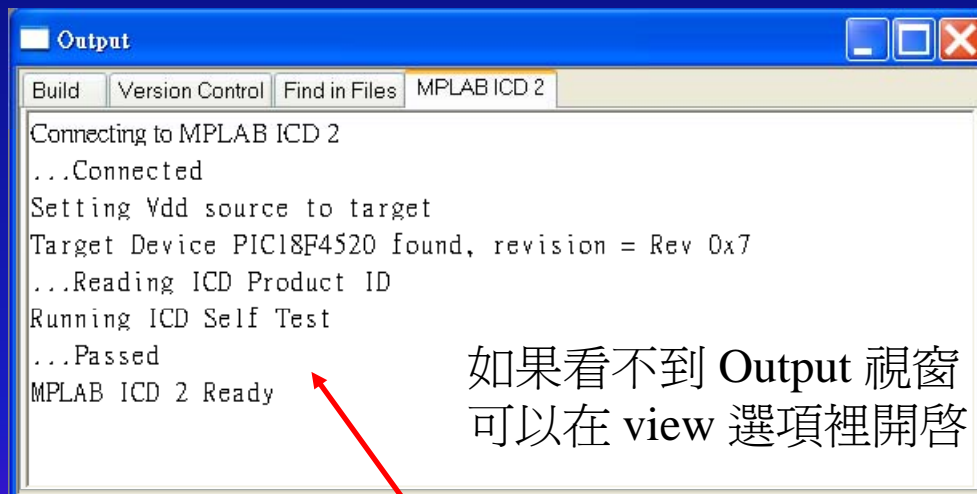 Output
Build Version Control Find in Files MPLAB ICD 2
Connecting to MPLAB ICD 2
...Connected
Setting Vdd source to target
Target Device PIC18F4520 found, revision = Rev 0x7
...Reading ICD Product ID
Running ICD Self Test
...Passed
MPLAB ICD 2 Ready
如果看不到 Output 視窗
可以在 view 選項裡開啓